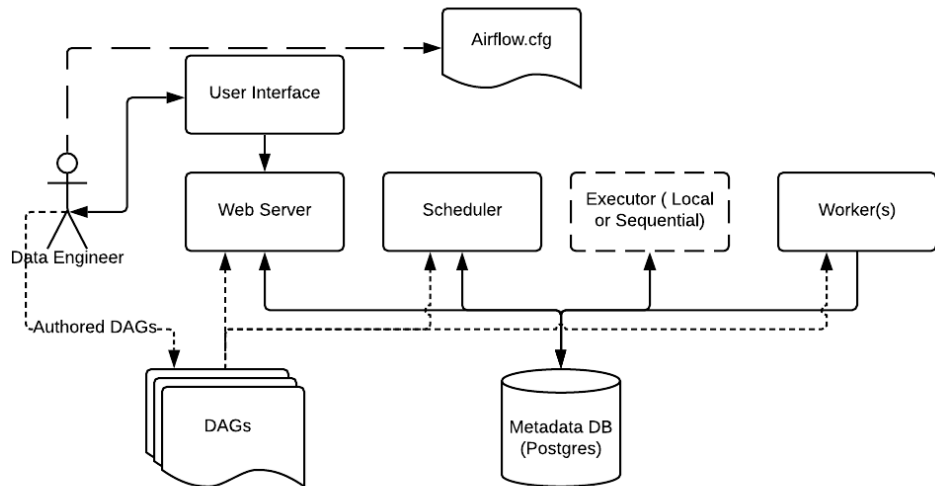 Airflow.cfg
User Interface
Web Server
Scheduler
Executor ( Local
or Sequential)
Worker(s)
Data Engineer
Authored DAGs
DAGs
Metadata DB
(Postgres)